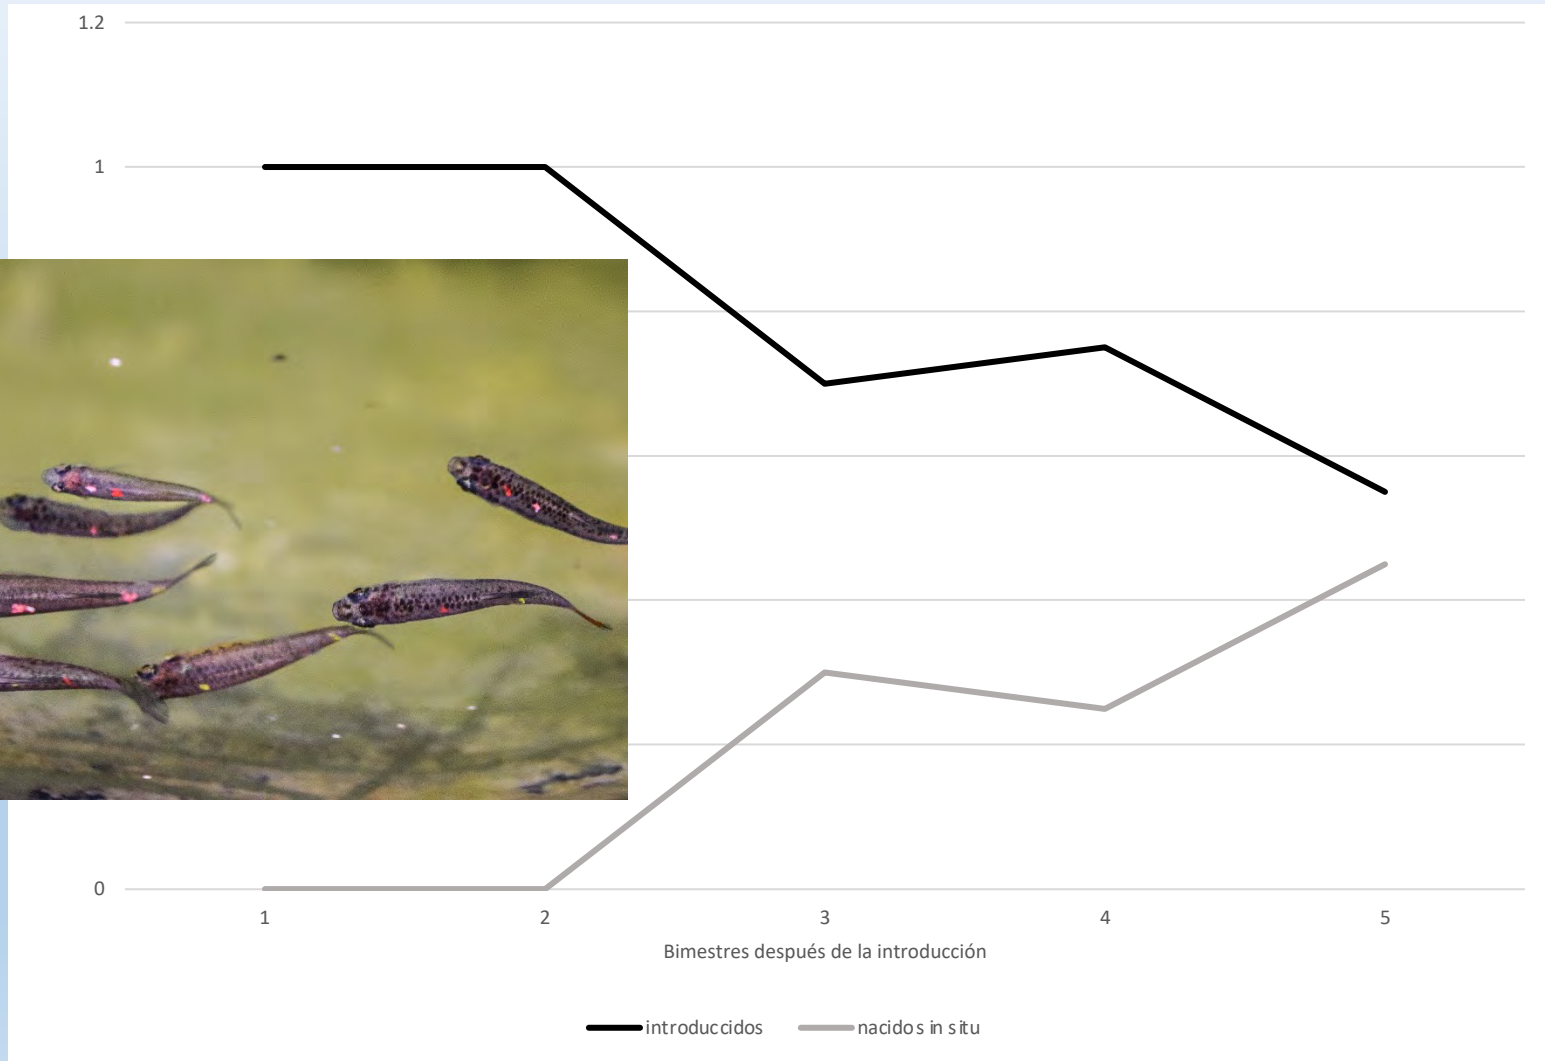 1.2
1
0
1 2 3 4 5
Bimestres después de la introducción
introduccidos nacidos in situ